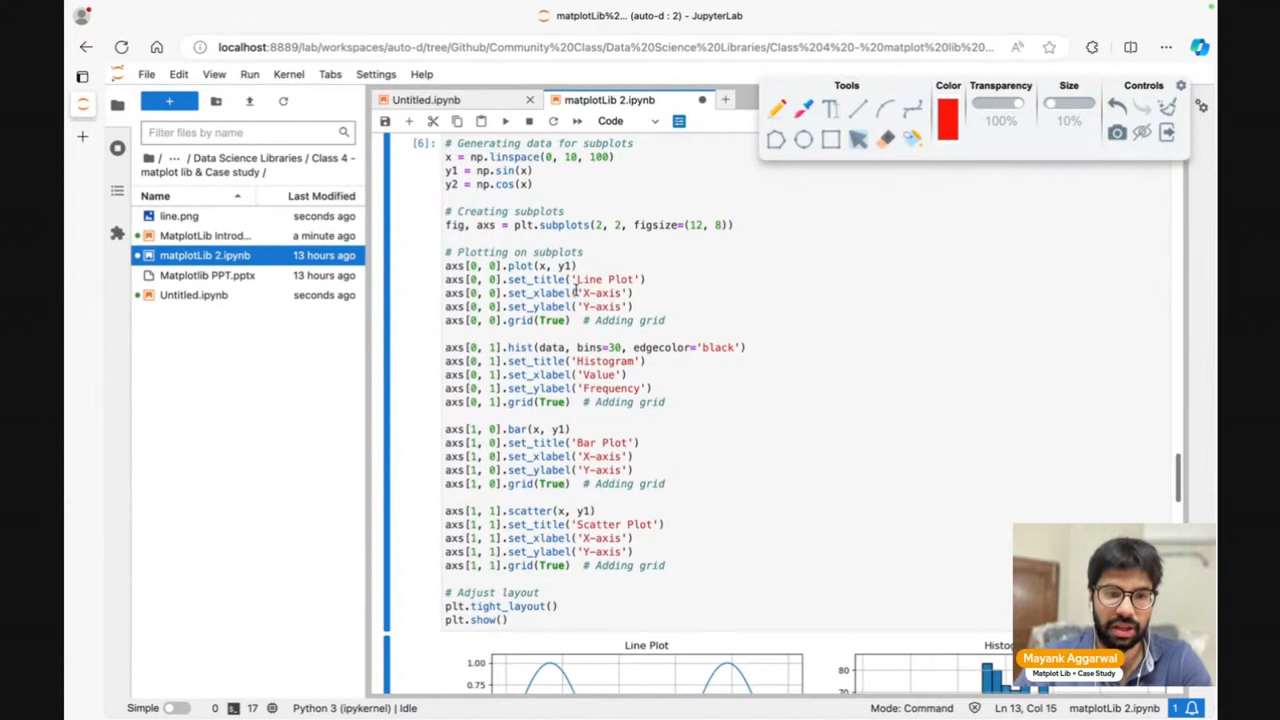 matplotLib%2... (auto-d : 2) - JupyterLab
localhost:8889/lab/workspaces/auto-d/tree/Github/Community%20Class/Data%20Science%20Libraries/Class%204%20-%20matplot%20lib%20...
File Edit View Run Kernel Tabs Settings Help
Tools Color Transparency Size Controls
100% 10%
+
Filter files by name
/ ... / Data Science Libraries / Class 4 -
matplot lib & Case study /
Name Last Modified
line.png seconds ago
MatplotLib Introd... a minute ago
matplotLib 2.ipynb 13 hours ago
Matplotlib PPT.pptx 13 hours ago
Untitled.ipynb seconds ago
Untitled.ipynb matplotLib 2.ipynb
Code
[6]: # Generating data for subplots
x = np.linspace(0, 10, 100)
y1 = np.sin(x)
y2 = np.cos(x)
# Creating subplots
fig, axs = plt.subplots(2, 2, figsize=(12, 8))
# Plotting on subplots
axs[0, 0].plot(x, y1)
axs[0, 0].set_title('Line Plot')
axs[0, 0].set_xlabel('X-axis')
axs[0, 0].set_ylabel('Y-axis')
axs[0, 0].grid(True) # Adding grid
axs[0, 1].hist(data, bins=30, edgecolor='black')
axs[0, 1].set_title('Histogram')
axs[0, 1].set_xlabel('Value')
axs[0, 1].set_ylabel('Frequency')
axs[0, 1].grid(True) # Adding grid
axs[1, 0].bar(x, y1)
axs[1, 0].set_title('Bar Plot')
axs[1, 0].set_xlabel('X-axis')
axs[1, 0].set_ylabel('Y-axis')
axs[1, 0].grid(True) # Adding grid
axs[1, 1].scatter(x, y1)
axs[1, 1].set_title('Scatter Plot')
axs[1, 1].set_xlabel('X-axis')
axs[1, 1].set_ylabel('Y-axis')
axs[1, 1].grid(True) # Adding grid
# Adjust layout
plt.tight_layout()
plt.show()
Line Plot
1.00
0.75
80
Mayank Aggarwal
Matplot Lib + Case Study
Simple 0 17 Python 3 (ipykernel) | Idle Mode: Command Ln 13, Col 15 matplotLib 2.ipynb 1